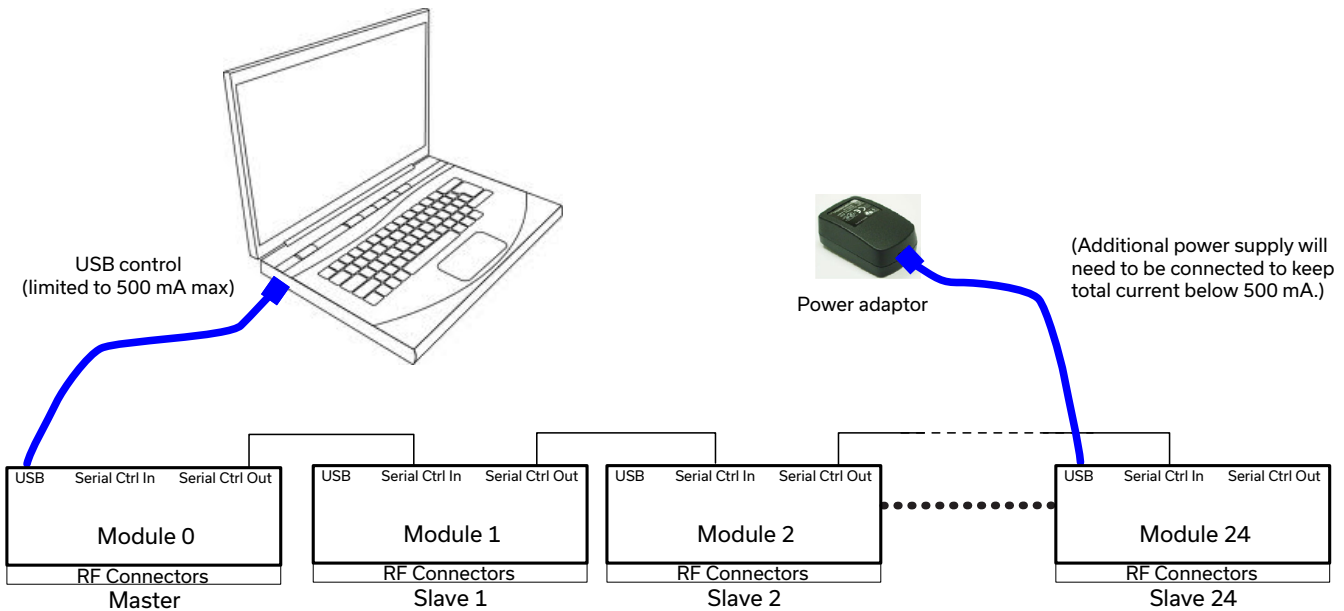 USB control
(limited to 500 mA max)
Power adaptor
(Additional power supply will
need to be connected to keep
total current below 500 mA.)
USB Serial Ctrl In Serial Ctrl Out
Module 0
RF Connectors
Master
USB Serial Ctrl In Serial Ctrl Out
Module 1
RF Connectors
Slave 1
USB Serial Ctrl In Serial Ctrl Out
Module 2
RF Connectors
Slave 2
USB Serial Ctrl In Serial Ctrl Out
Module 24
RF Connectors
Slave 24